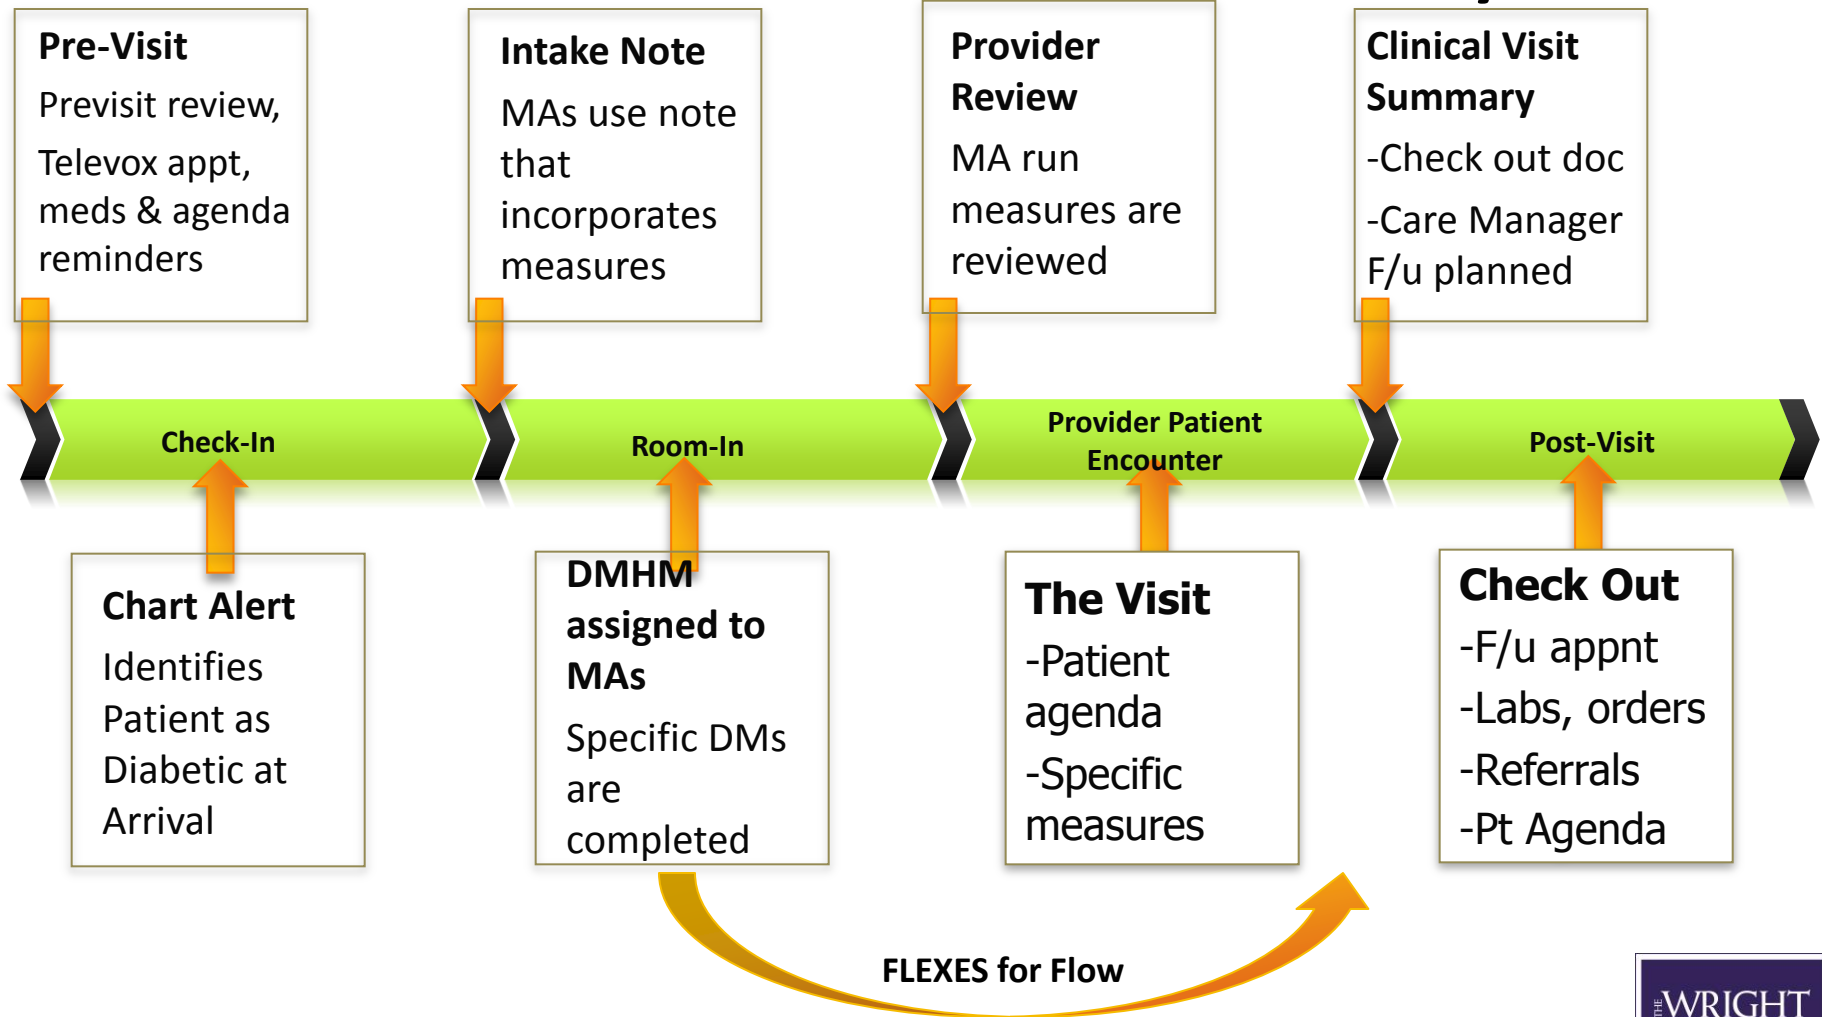 Pre-Visit
Previsit review,
Televox appt,
meds & agenda
reminders
Intake Note
MAs use note
that
incorporates
measures
Provider
Review
MA run
measures are
reviewed
Clinical Visit
Summary
-Check out doc
-Care Manager
F/u planned
Check-In
Room-In
Provider Patient
Encounter
Post-Visit
Chart Alert
Identifies
Patient as
Diabetic at
Arrival
DMHM
assigned to
MAs
Specific DMs
are
completed
The Visit
-Patient
agenda
-Specific
measures
Check Out
-F/u appnt
-Labs, orders
-Referrals
-Pt Agenda
FLEXES for Flow
THE
WRIGHT